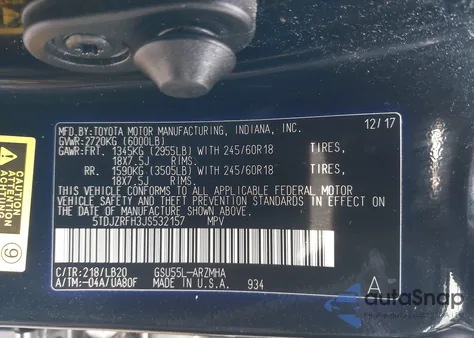 MFD.BY:TOYOTA MOTOR MANUFACTURING, INDIANA, INC. 12/17
GVWR:2720KG (6000LB)
GAWR:FRT. 1345KG (2955LB) WITH 245/60R18 TIRES,
18X7.5J RIMS.
RR. 1590KG (3505LB) WITH 245/60R18 TIRES,
18X7.5J RIMS.
THIS VEHICLE CONFORMS TO ALL APPLICABLE FEDERAL MOTOR
VEHICLE SAFETY AND THEFT PREVENTION STANDARDS IN EFFECT
ON THE DATE OF MANUFACTURE SHOWN ABOVE.
5TDJZRFH3JS532157 MPV
C/TR:218/LB20 GSU55L-ARZMHA
A/TM:-04A/UA80F MADE IN U.S.A. 934 A
CAUTION
ATTENTION
9
autoSnap